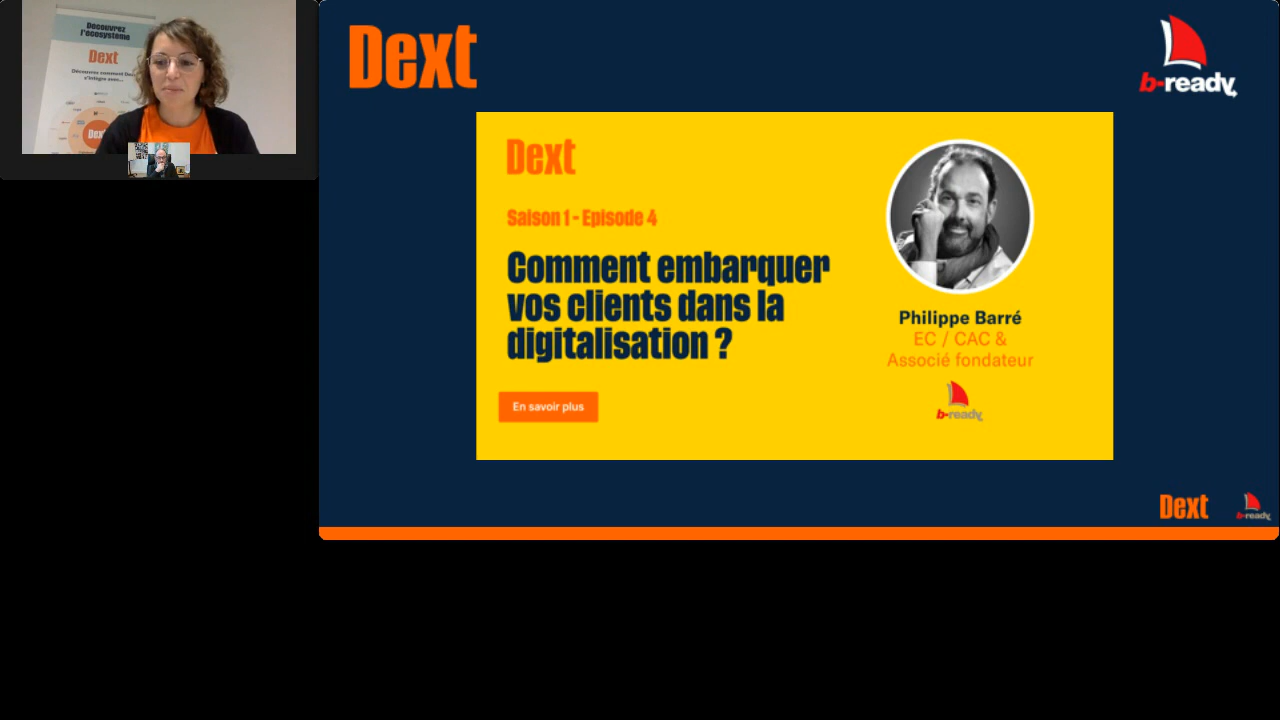 Découvrez
l'écosystème
Dext
Dext
Dext
b-ready
Dext
Saison 1 - Episode 4
Comment embarquer
vos clients dans la
digitalisation ?
En savoir plus
Philippe Barré
EC / CAC &
Associé fondateur
b-ready
Dext
b-ready